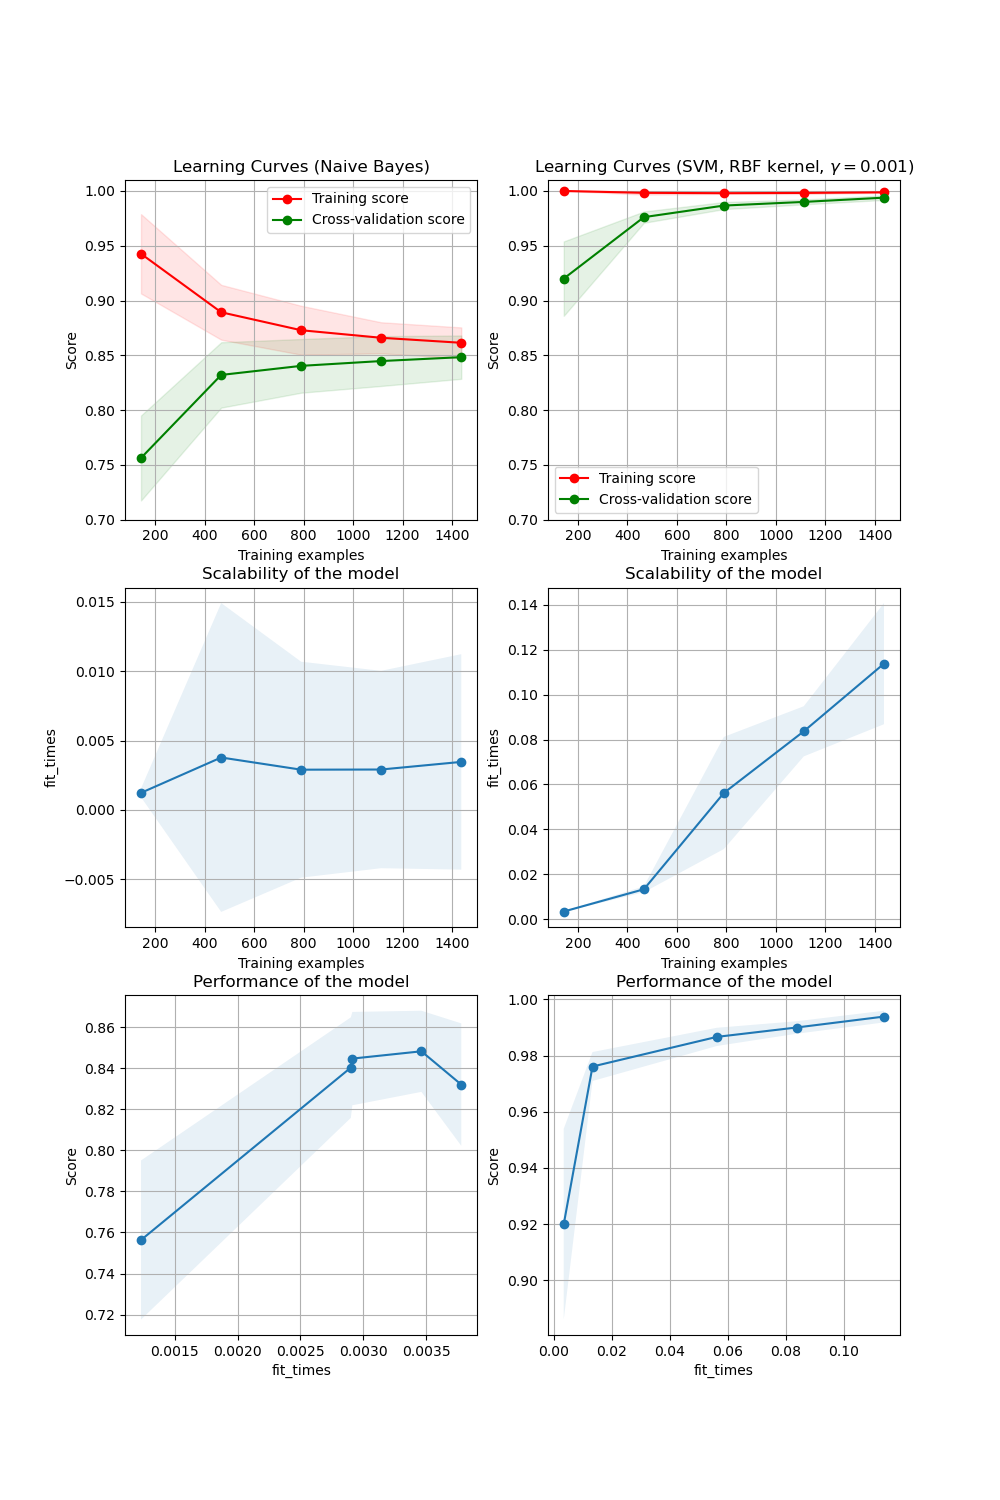 Learning Curves (Naive Bayes)
1.00
0.95
0.90
0.85
0.80
0.75
0.70
Score
Training score
Cross-validation score
200 400 600 800 1000 1200 1400
Training examples
Learning Curves (SVM, RBF kernel, γ = 0.001)
1.00
0.95
0.90
0.85
0.80
0.75
0.70
Score
Training score
Cross-validation score
200 400 600 800 1000 1200 1400
Training examples
Scalability of the model
0.015
0.010
0.005
0.000
−0.005
fit_times
200 400 600 800 1000 1200 1400
Training examples
Scalability of the model
0.14
0.12
0.10
0.08
0.06
0.04
0.02
0.00
fit_times
200 400 600 800 1000 1200 1400
Training examples
Performance of the model
0.86
0.84
0.82
0.80
0.78
0.76
0.74
0.72
Score
0.0015 0.0020 0.0025 0.0030 0.0035
fit_times
Performance of the model
1.00
0.98
0.96
0.94
0.92
0.90
Score
0.00 0.02 0.04 0.06 0.08 0.10
fit_times